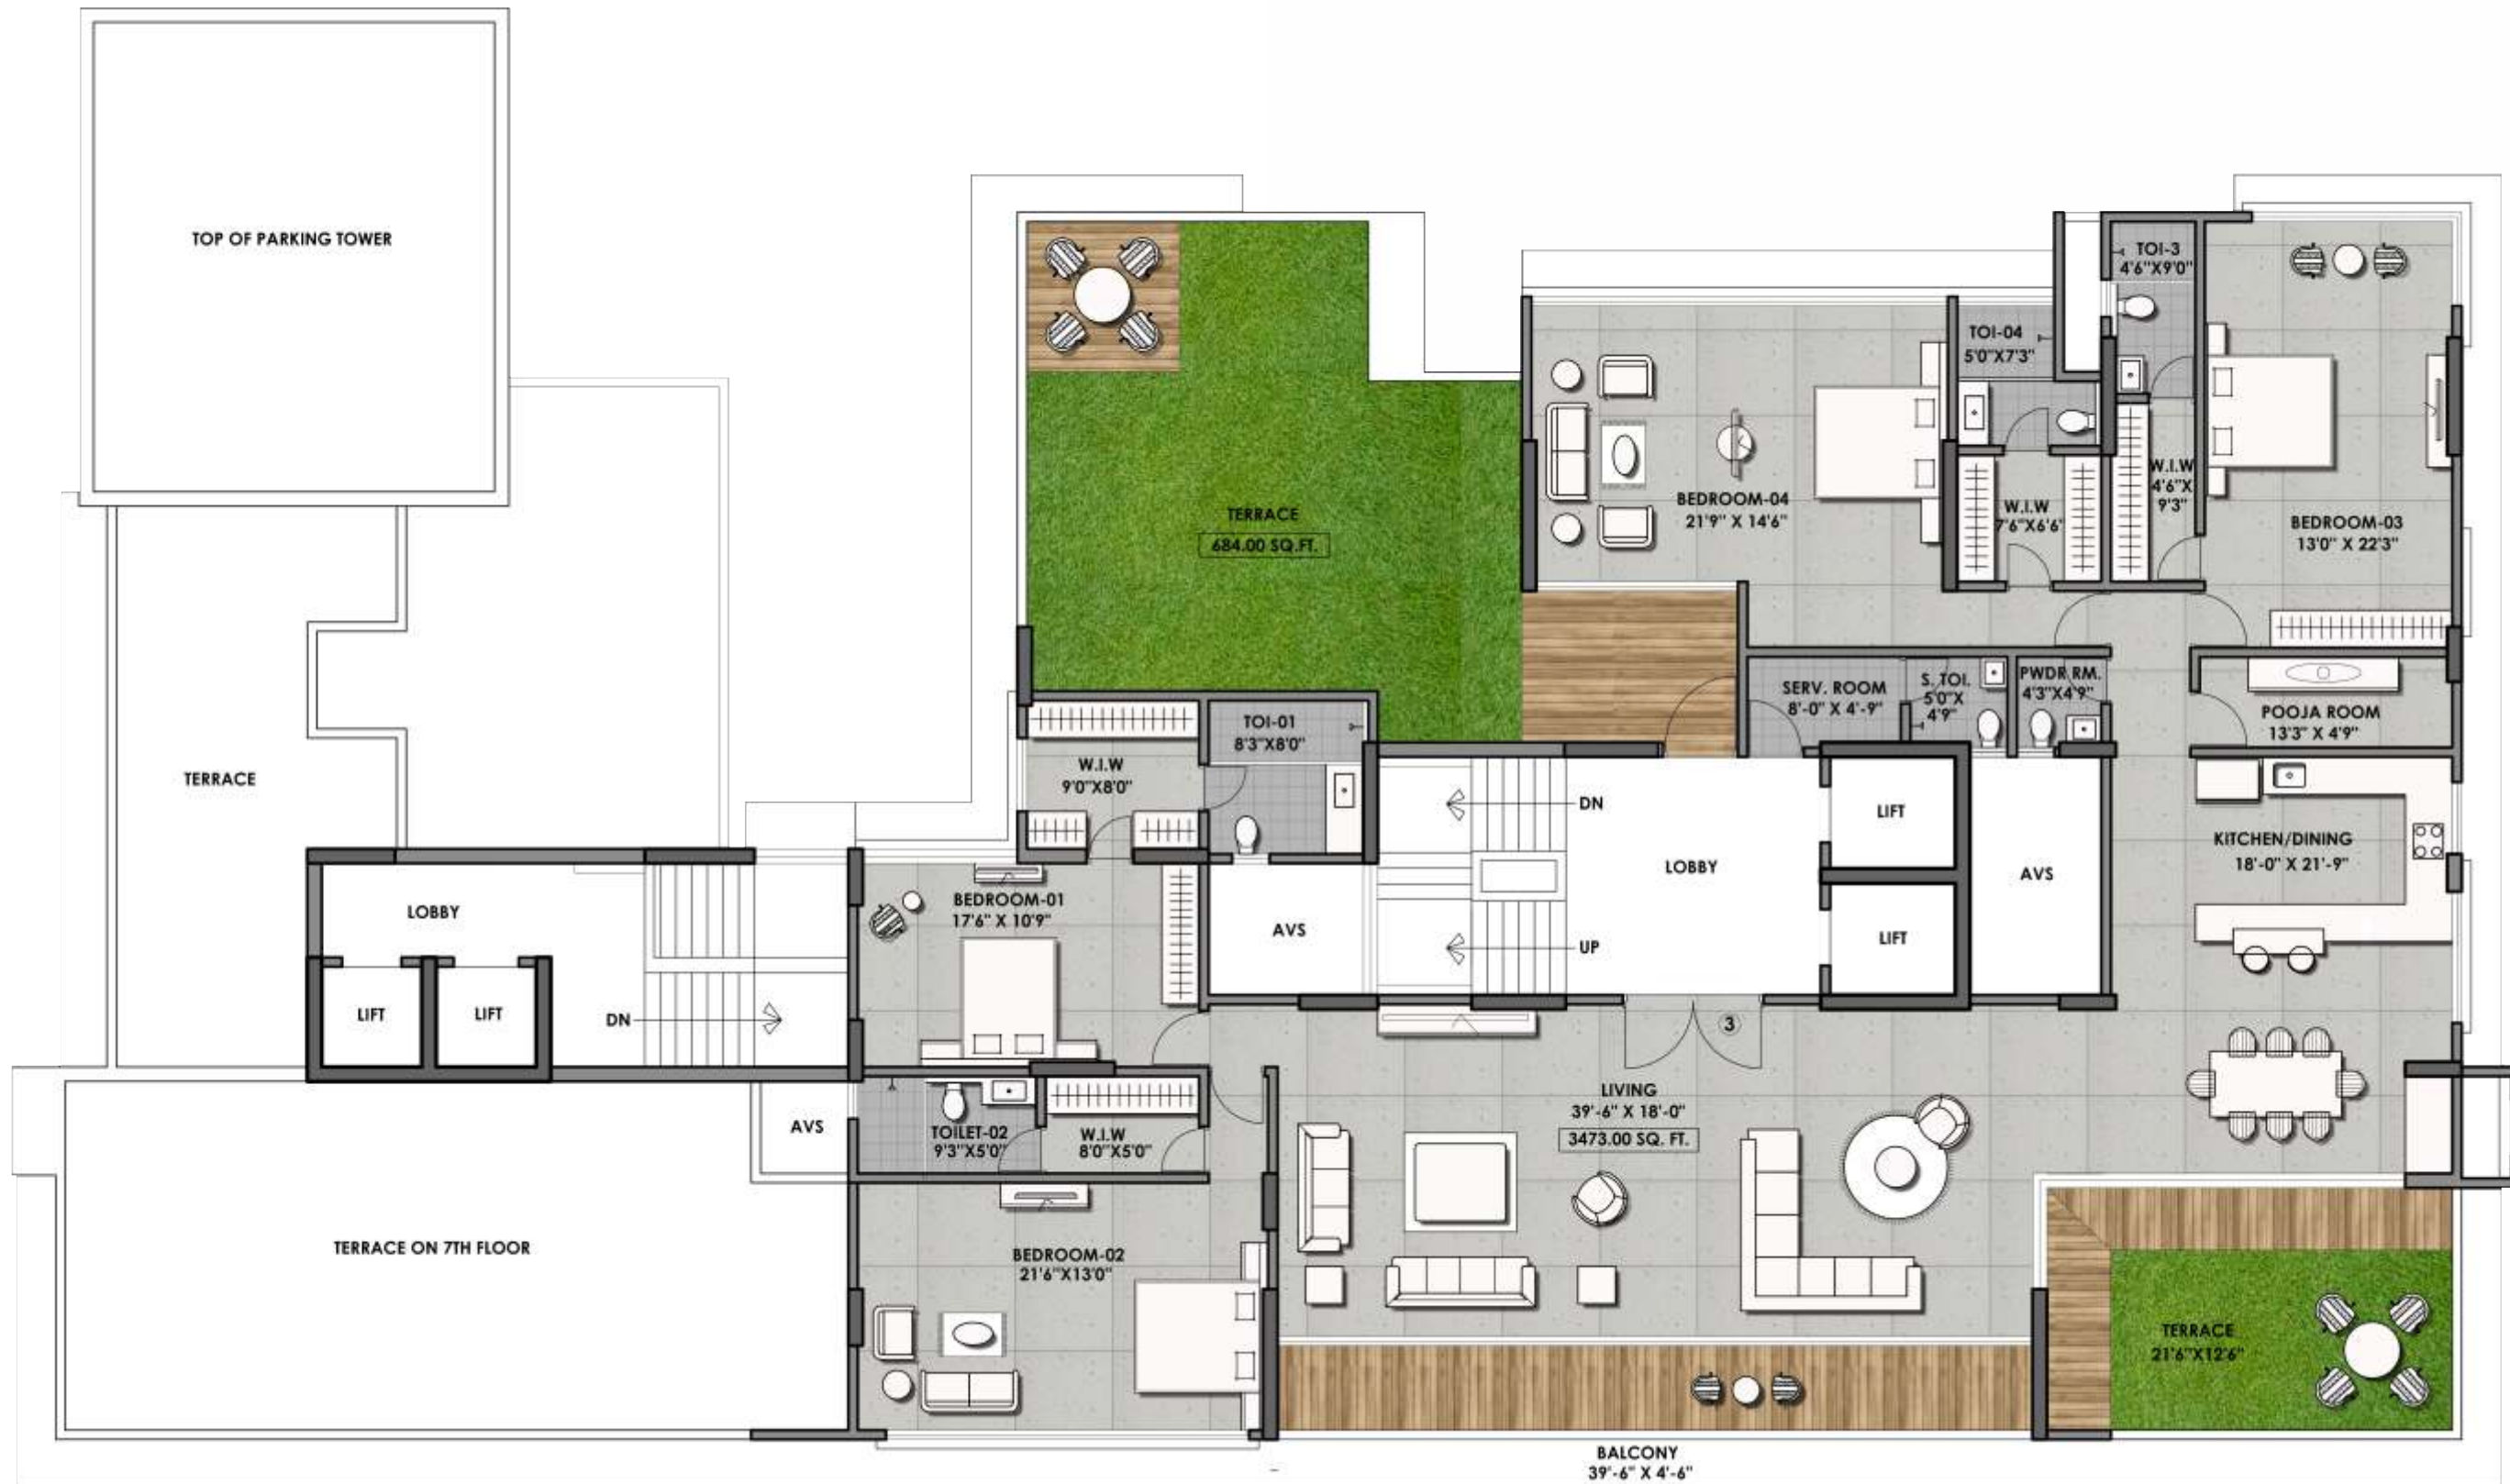 TOP OF PARKING TOWER
TERRACE
684.00 SQ.FT.
BEDROOM-04
21'9" X 14'6"
TOI-04
5'0"X7'3"
TOI-3
4'6"X9'0"
W.I.W
7'6"X6'6"
W.I.W
4'6"X
9'3"
BEDROOM-03
13'0" X 22'3"
SERV. ROOM
8'-0" X 4'-9"
S. TOI.
5'0"X
4'9"
PWDR RM.
4'3"X4'9"
POOJA ROOM
13'3" X 4'9"
TERRACE
W.I.W
9'0"X8'0"
TOI-01
8'3"X8'0"
DN
UP
LOBBY
LIFT
LIFT
AVS
KITCHEN/DINING
18'-0" X 21'-9"
LOBBY
LIFT
LIFT
DN
BEDROOM-01
17'6" X 10'9"
AVS
3
AVS
TOILET-02
9'3"X5'0"
W.I.W
8'0"X5'0"
LIVING
39'-6" X 18'-0"
3473.00 SQ. FT.
TERRACE ON 7TH FLOOR
BEDROOM-02
21'6"X13'0"
TERRACE
21'6"X12'6"
BALCONY
39'-6" X 4'-6"